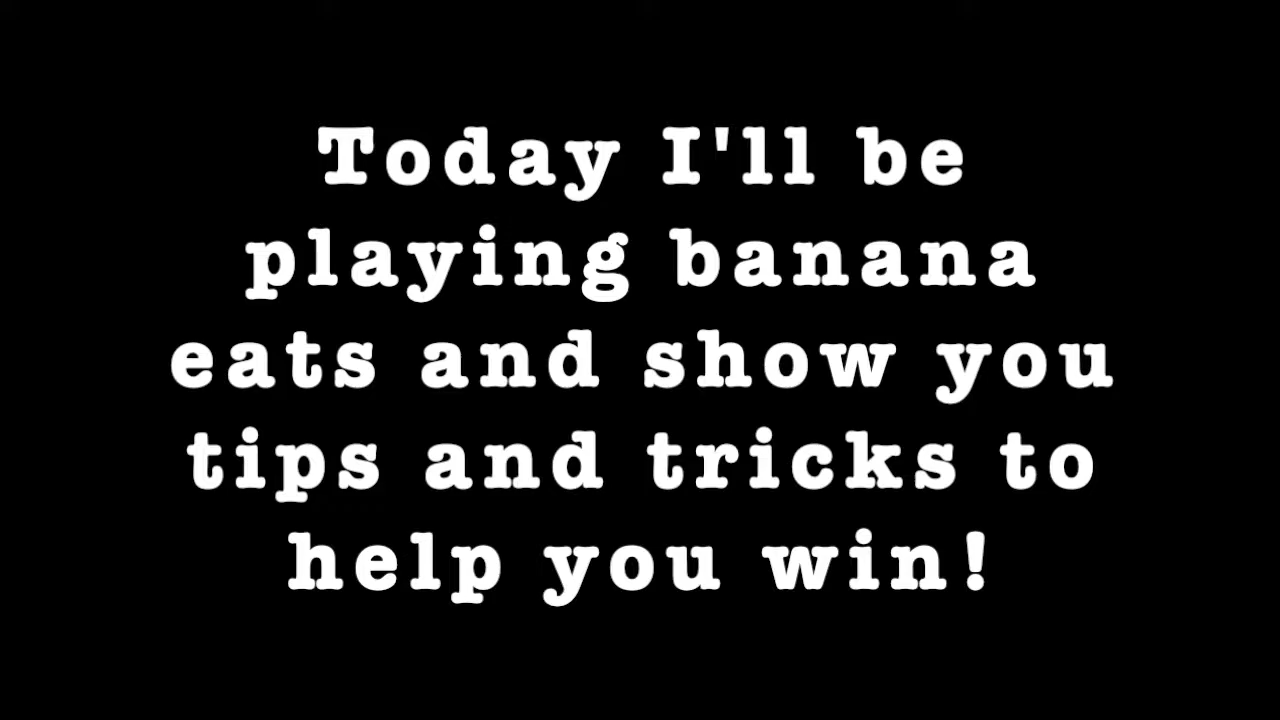 Today I'll be
playing banana
eats and show you
tips and tricks to
help you win!